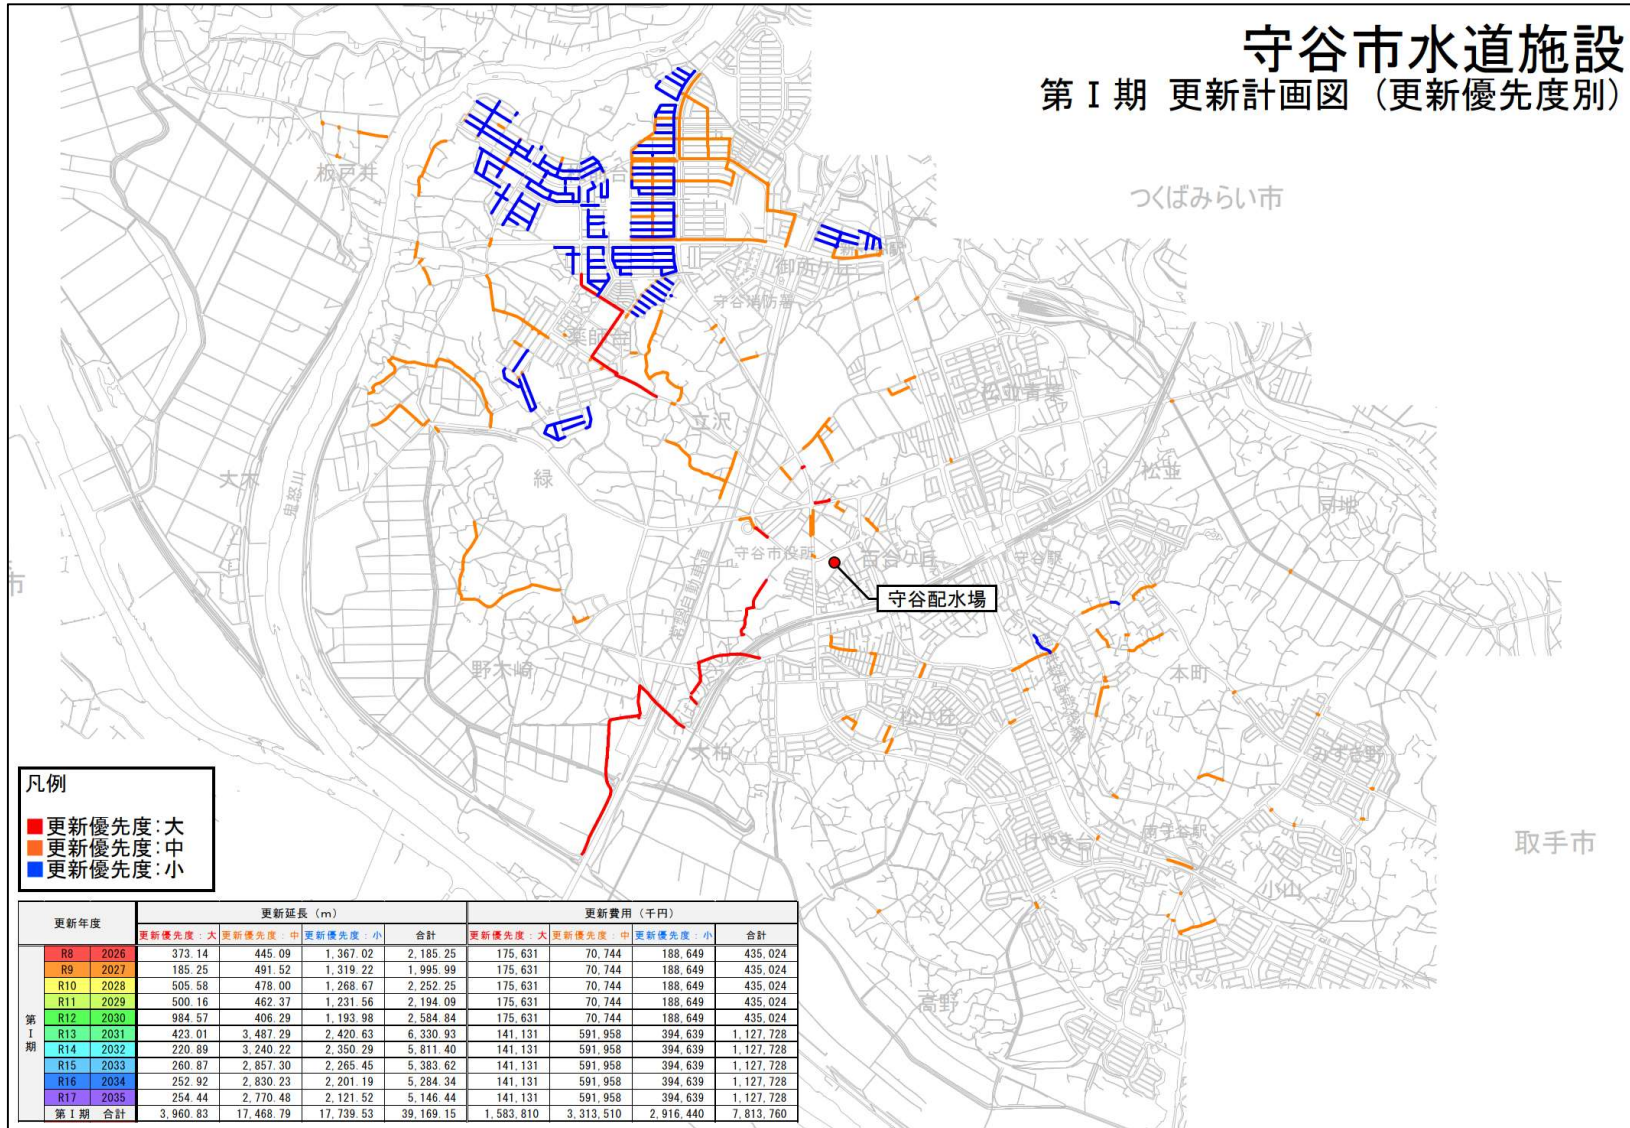 守谷市水道施設
第Ⅰ期 更新計画図 (更新優先度別)
つくばみらい市
板戸井
御所ケ丘
守谷消防署
薬師台
松並青葉
立沢
大木
鬼怒川
緑
松並
同地
守谷市役所
百合ケ丘
守谷駅
市
常磐自動車道
守谷配水場
野木崎
本町
松ケ丘
大柏
みずき野
けやき台
南守谷駅
取手市
小山
高野
凡例
更新優先度:大
更新優先度:中
更新優先度:小
更新年度 更新延長 (m) 更新費用 (千円)
更新優先度:大 更新優先度:中 更新優先度:小 合計 更新優先度:大 更新優先度:中 更新優先度:小 合計
第Ⅰ期
R8 2026 373.14 445.09 1,367.02 2,185.25 175,631 70,744 188,649 435,024
R9 2027 185.25 491.52 1,319.22 1,995.99 175,631 70,744 188,649 435,024
R10 2028 505.58 478.00 1,268.67 2,252.25 175,631 70,744 188,649 435,024
R11 2029 500.16 462.37 1,231.56 2,194.09 175,631 70,744 188,649 435,024
R12 2030 984.57 406.29 1,193.98 2,584.84 175,631 70,744 188,649 435,024
R13 2031 423.01 3,487.29 2,420.63 6,330.93 141,131 591,958 394,639 1,127,728
R14 2032 220.89 3,240.22 2,350.29 5,811.40 141,131 591,958 394,639 1,127,728
R15 2033 260.87 2,857.30 2,265.45 5,383.62 141,131 591,958 394,639 1,127,728
R16 2034 252.92 2,830.23 2,201.19 5,284.34 141,131 591,958 394,639 1,127,728
R17 2035 254.44 2,770.48 2,121.52 5,146.44 141,131 591,958 394,639 1,127,728
第Ⅰ期 合計 3,960.83 17,468.79 17,739.53 39,169.15 1,583,810 3,313,510 2,916,440 7,813,760